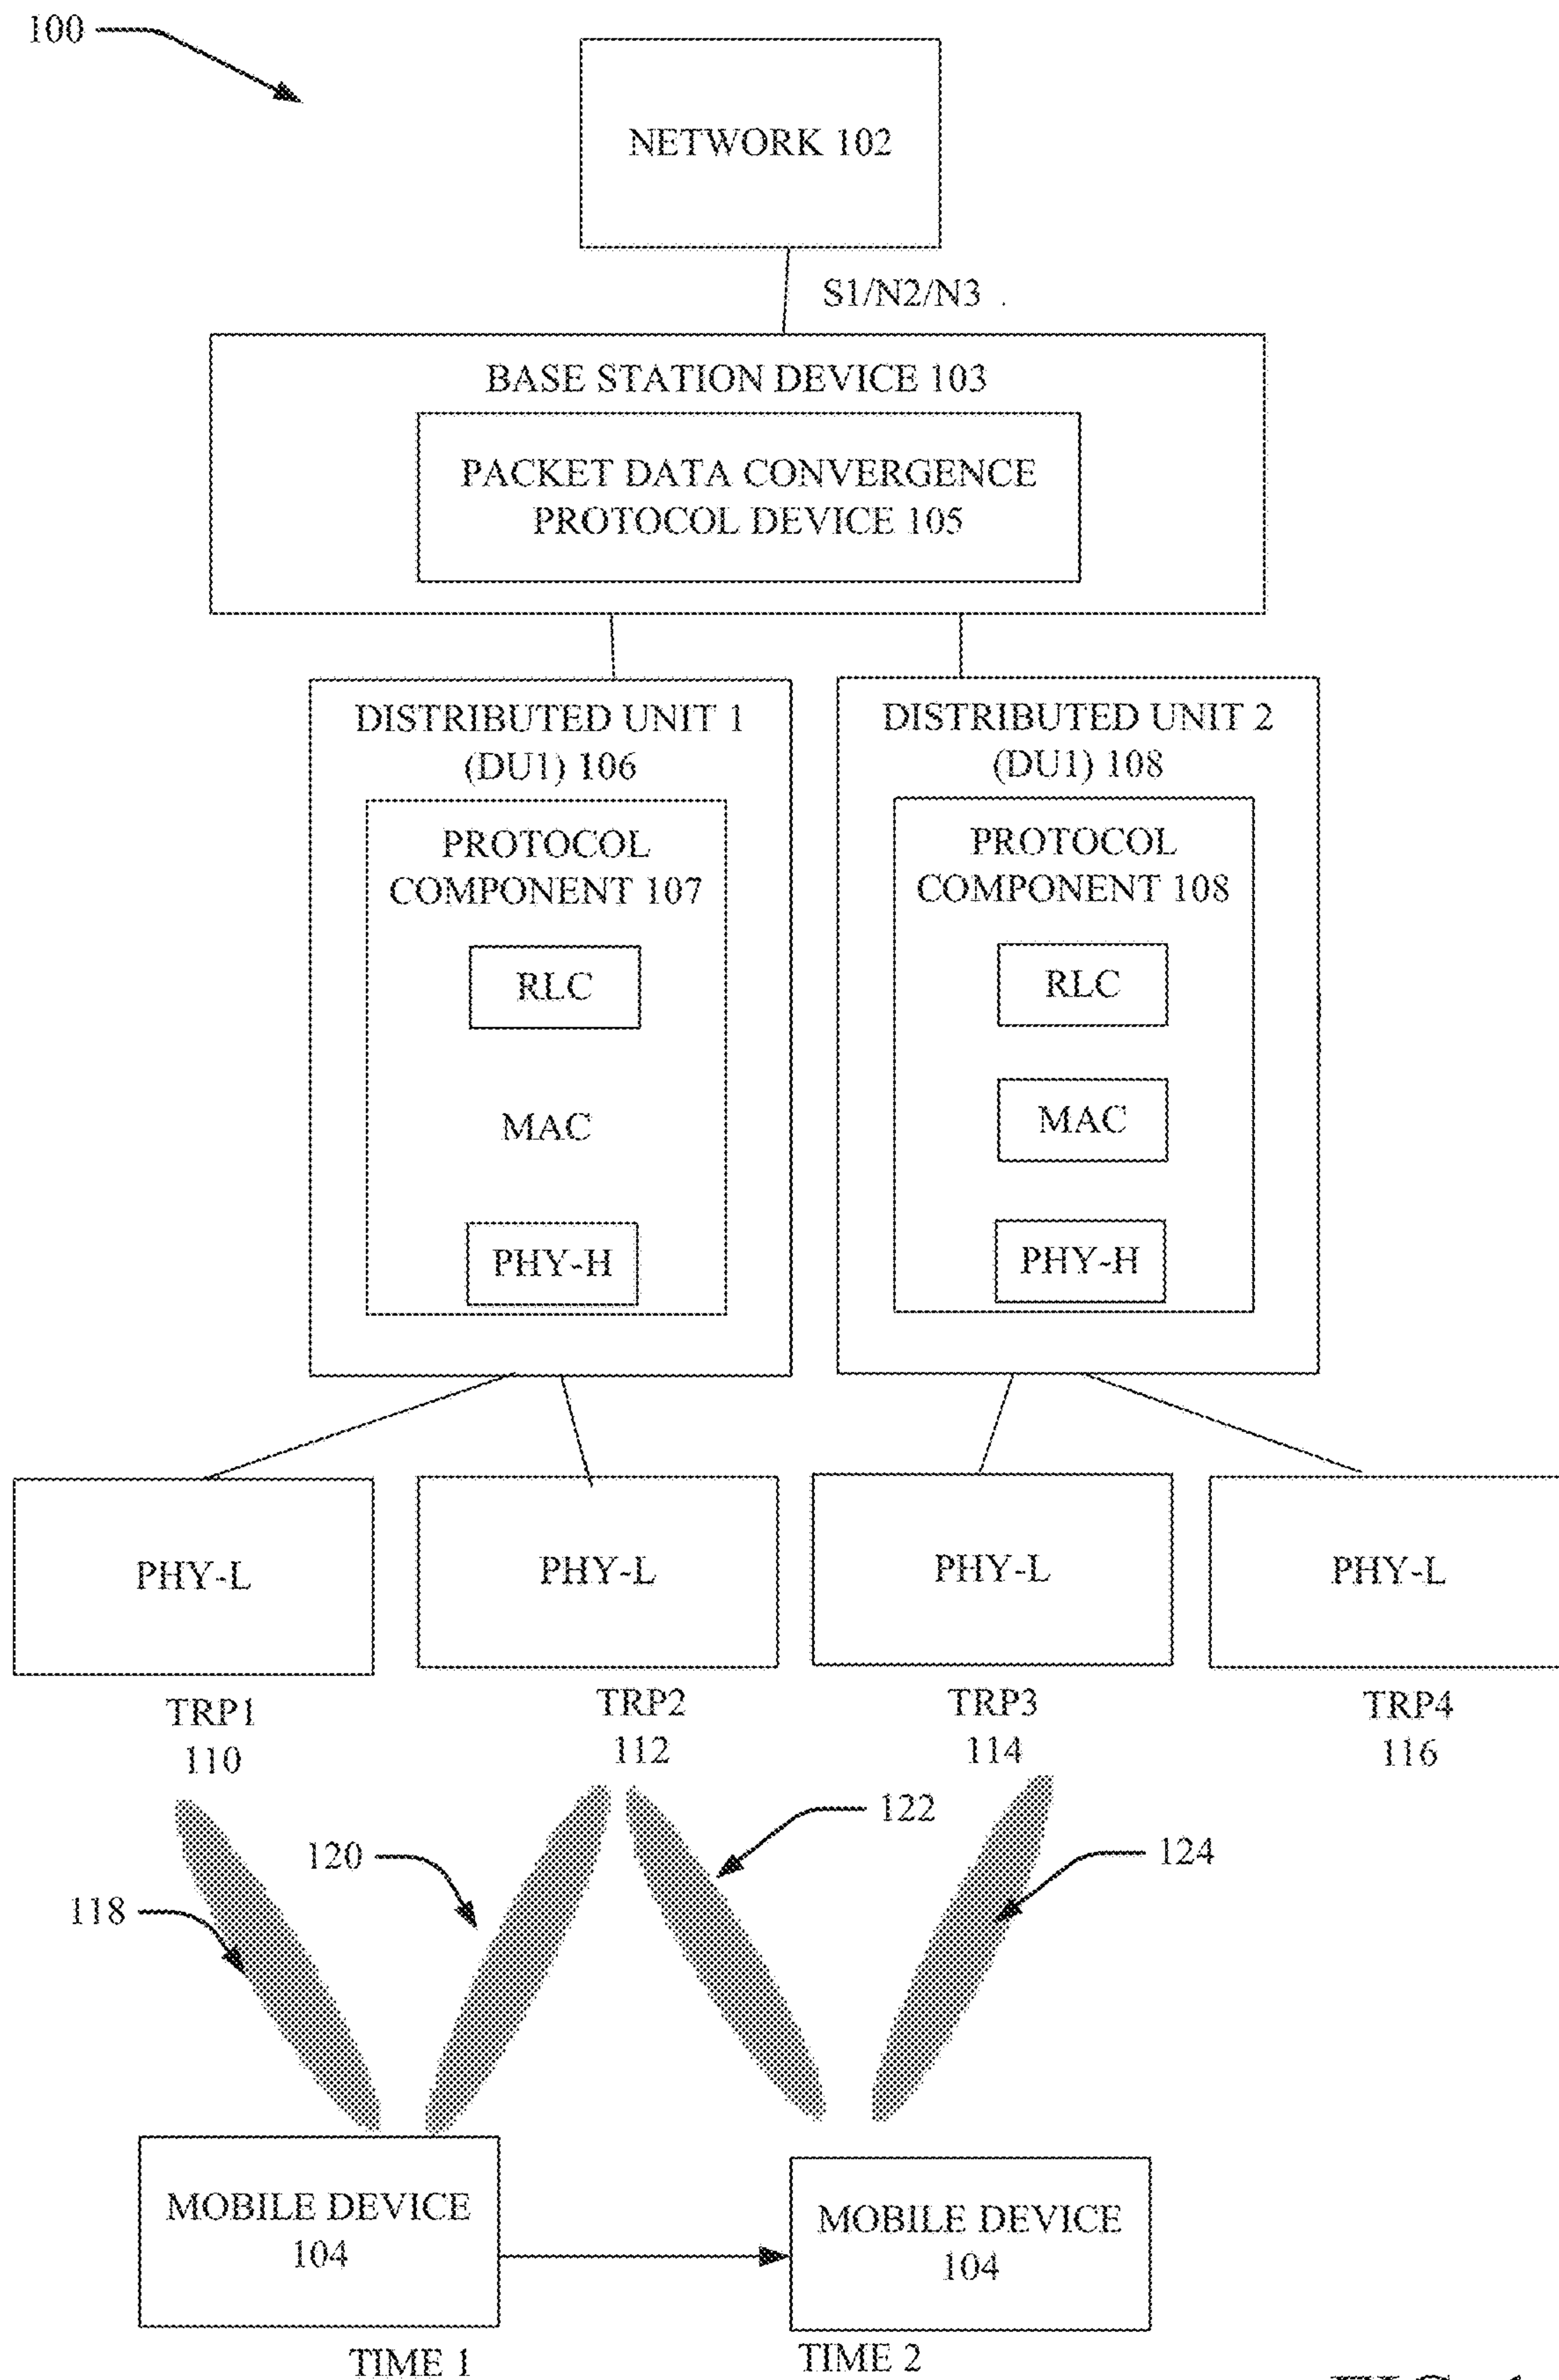 100
NETWORK 102
S1/N2/N3
BASE STATION DEVICE 103
PACKET DATA CONVERGENCE
PROTOCOL DEVICE 105
DISTRIBUTED UNIT 1
(DU1) 106
PROTOCOL
COMPONENT 107
RLC
MAC
PHY-H
DISTRIBUTED UNIT 2
(DU1) 108
PROTOCOL
COMPONENT 108
RLC
MAC
PHY-H
PHY-L
PHY-L
PHY-L
PHY-L
TRP1
110
TRP2
112
TRP3
114
TRP4
116
118
120
122
124
MOBILE DEVICE
104
TIME 1
MOBILE DEVICE
104
TIME 2